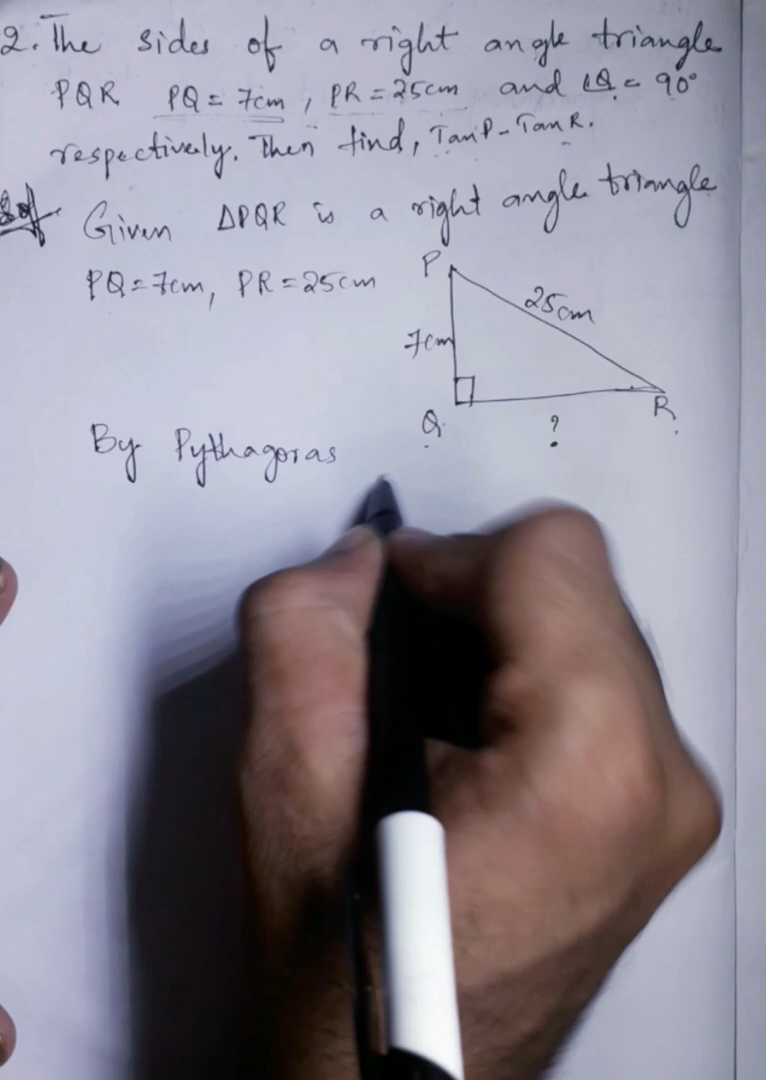 2. The sides of a right angle triangle
PQR PQ = 7cm, PR = 25cm and ∠Q = 90°
respectively. Then find, TanP - TanR.
Sol
Given ΔPQR is a right angle triangle
PQ = 7cm, PR = 25cm
P
25cm
7cm
Q
?
R
By Pythagoras